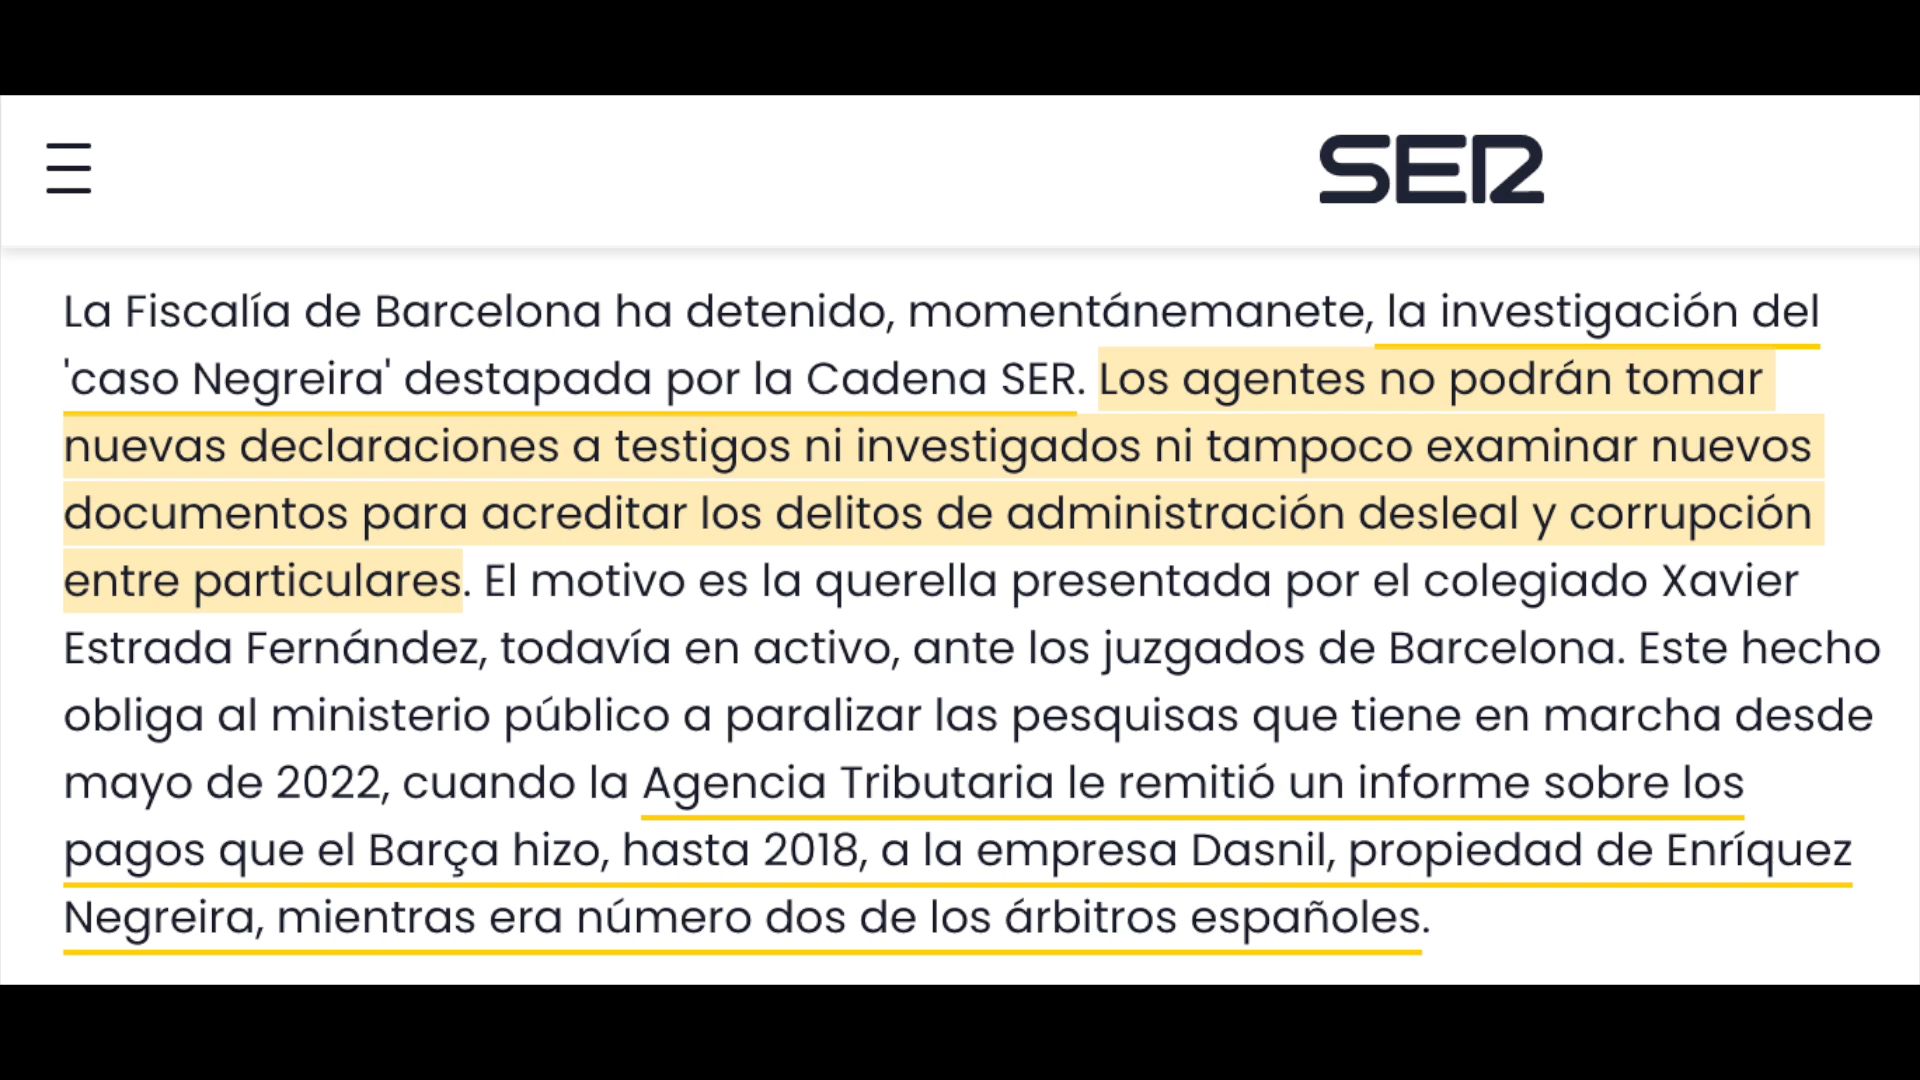 SER
La Fiscalía de Barcelona ha detenido, momentánemanete, la investigación del
'caso Negreira' destapada por la Cadena SER. Los agentes no podrán tomar
nuevas declaraciones a testigos ni investigados ni tampoco examinar nuevos
documentos para acreditar los delitos de administración desleal y corrupción
entre particulares. El motivo es la querella presentada por el colegiado Xavier
Estrada Fernández, todavía en activo, ante los juzgados de Barcelona. Este hecho
obliga al ministerio público a paralizar las pesquisas que tiene en marcha desde
mayo de 2022, cuando la Agencia Tributaria le remitió un informe sobre los
pagos que el Barça hizo, hasta 2018, a la empresa Dasnil, propiedad de Enríquez
Negreira, mientras era número dos de los árbitros españoles.